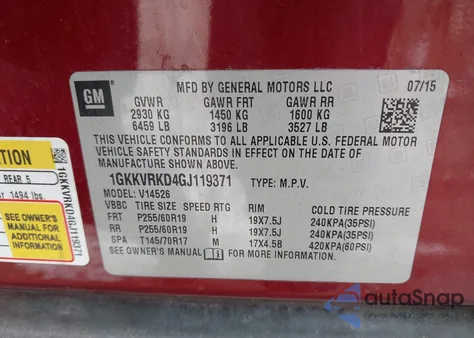 GM
MFD BY GENERAL MOTORS LLC 07/15
GVWR GAWR FRT GAWR RR
2930 KG 1450 KG 1600 KG
6459 LB 3196 LB 3527 LB
THIS VEHICLE CONFORMS TO ALL APPLICABLE U.S. FEDERAL MOTOR
VEHICLE SAFETY STANDARDS IN EFFECT ON THE DATE OF
MANUFACTURE SHOWN ABOVE.
1GKKVRKD4GJ119371 TYPE: M.P.V.
MODEL: V14526
VBBC TIRE SIZE SPEED RTG RIM COLD TIRE PRESSURE
FRT P255/60R19 H 19X7.5J 240KPA(35PSI)
RR P255/60R19 H 19X7.5J 240KPA(35PSI)
SPA T145/70R17 M 17X4.5B 420KPA(60PSI)
SEE OWNER'S MANUAL FOR MORE INFORMATION.
ATION
REAR 5
1494 lbs.
SEE OWNER'S
MANUAL FOR
ADDITIONAL
INFORMATION
1GKKVRKD4GJ119371
autaSnap